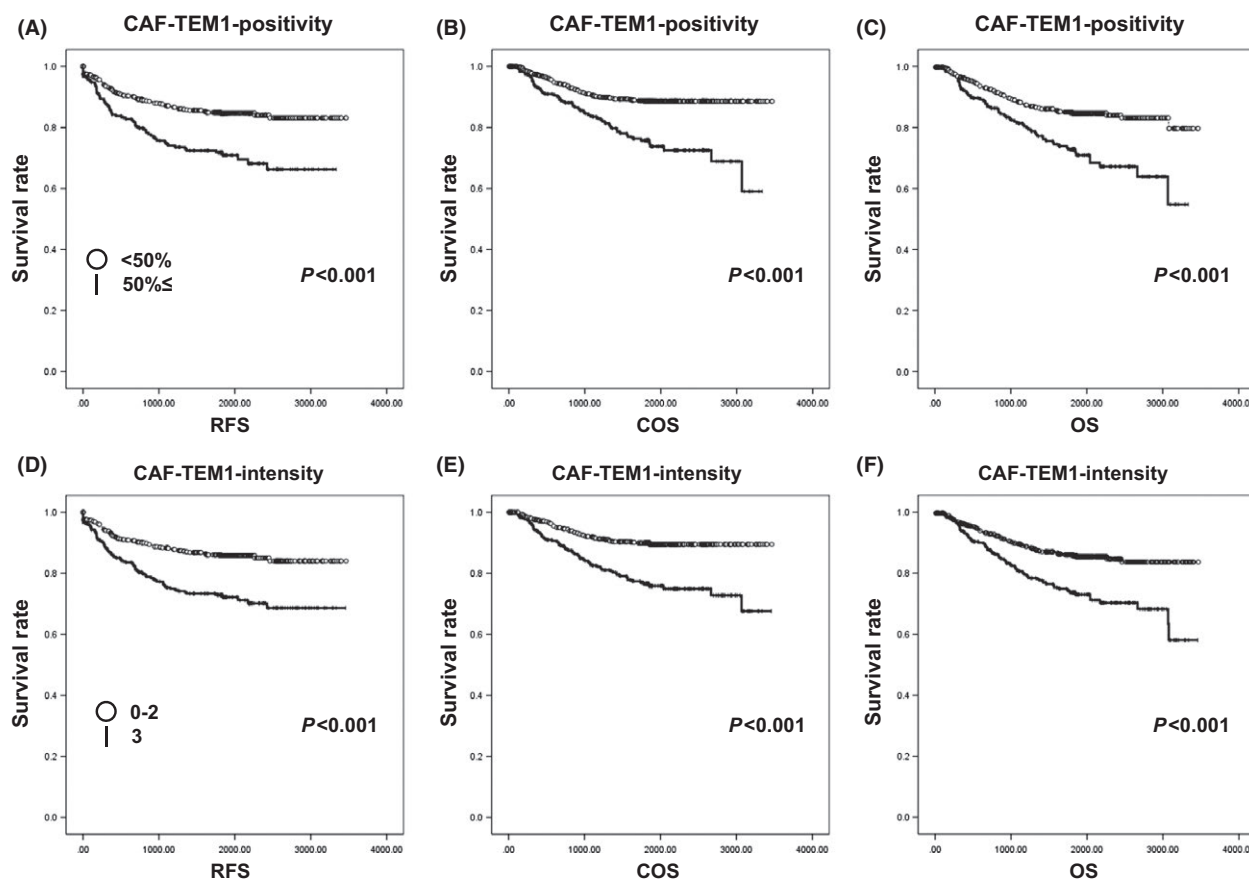 (A) CAF-TEM1-positivity
Survival rate
1.0
0.8
0.6
0.4
0.2
0.0
<50%
50%≤
P<0.001
.00 1000.00 2000.00 3000.00 4000.00
RFS
(B) CAF-TEM1-positivity
Survival rate
1.0
0.8
0.6
0.4
0.2
0.0
P<0.001
.00 1000.00 2000.00 3000.00 4000.00
COS
(C) CAF-TEM1-positivity
Survival rate
1.0
0.8
0.6
0.4
0.2
0.0
P<0.001
.00 1000.00 2000.00 3000.00 4000.00
OS
(D) CAF-TEM1-intensity
Survival rate
1.0
0.8
0.6
0.4
0.2
0.0
0-2
3
P<0.001
.00 1000.00 2000.00 3000.00 4000.00
RFS
(E) CAF-TEM1-intensity
Survival rate
1.0
0.8
0.6
0.4
0.2
0.0
P<0.001
.00 1000.00 2000.00 3000.00 4000.00
COS
(F) CAF-TEM1-intensity
Survival rate
1.0
0.8
0.6
0.4
0.2
0.0
P<0.001
.00 1000.00 2000.00 3000.00 4000.00
OS